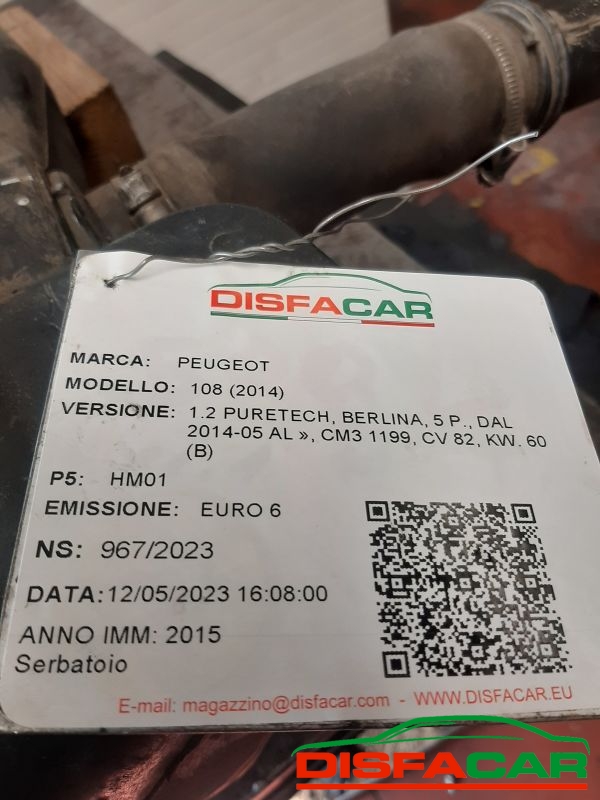 DISFACAR
MARCA: PEUGEOT
MODELLO: 108 (2014)
VERSIONE: 1.2 PURETECH, BERLINA, 5 P., DAL
2014-05 AL », CM3 1199, CV 82, KW. 60
(B)
P5: HM01
EMISSIONE: EURO 6
NS: 967/2023
DATA:12/05/2023 16:08:00
ANNO IMM: 2015
Serbatoio
E-mail: magazzino@disfacar.com - WWW.DISFACAR.EU
DISFACAR